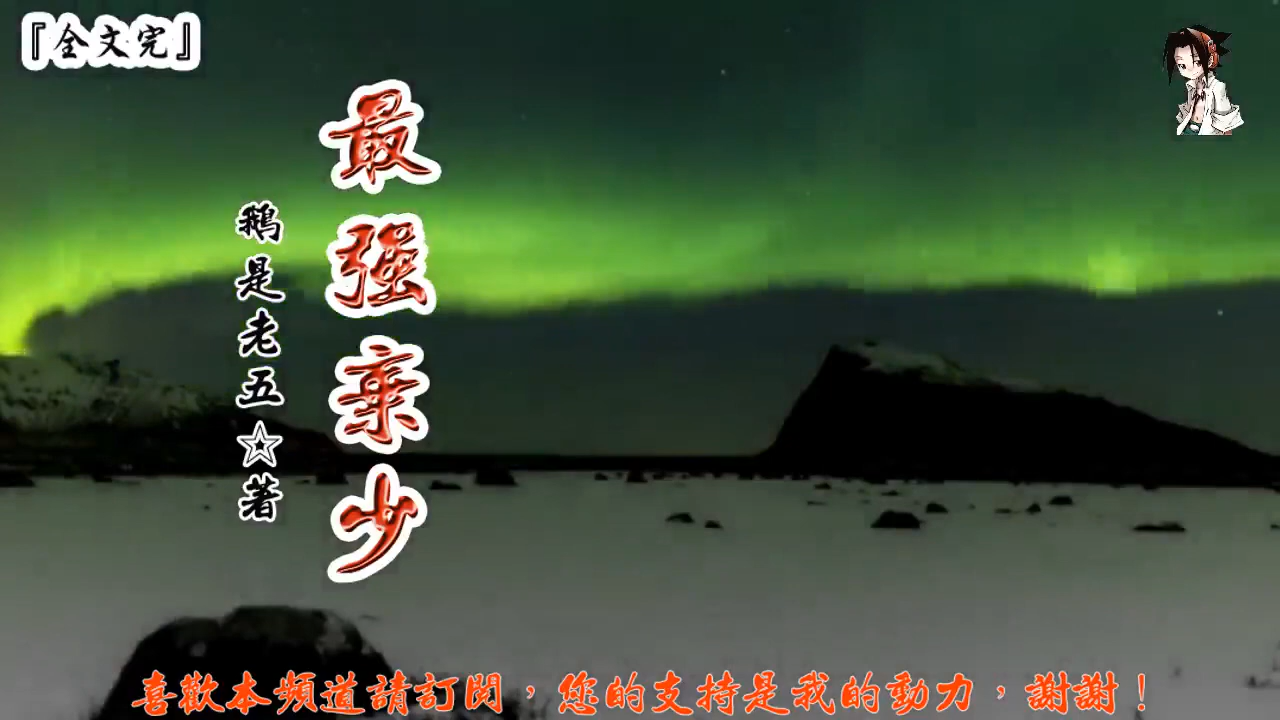 『全文完』
最強棄少
鵝是老五☆著
喜歡本頻道請訂閱，您的支持是我的動力，謝謝！